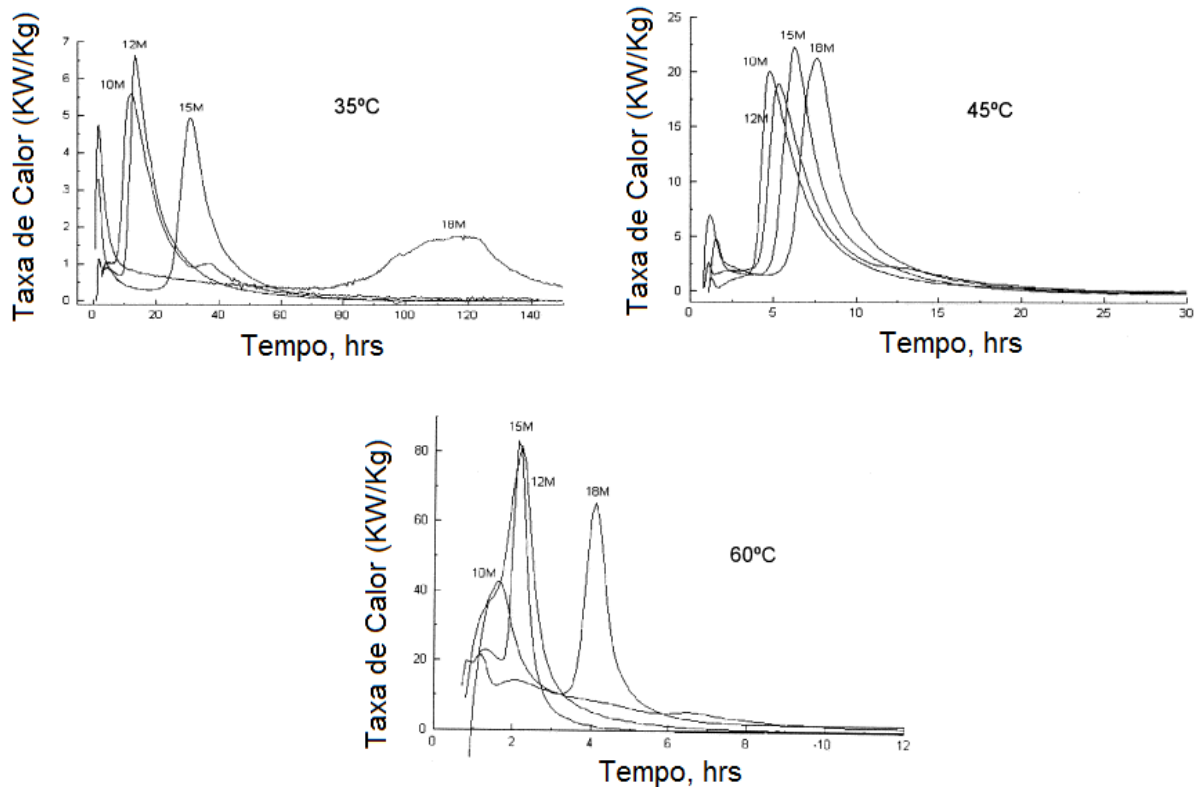 Taxa de Calor (KW/Kg)
7
6
5
4
3
2
1
0
12M
10M
15M
18M
35ºC
0
20
40
60
80
100
120
140
Tempo, hrs
Taxa de Calor (KW/Kg)
25
20
15
10
5
0
15M
18M
10M
12M
45ºC
0
5
10
15
20
25
30
Tempo, hrs
Taxa de Calor (KW/Kg)
80
60
40
20
0
15M
12M
18M
10M
60ºC
0
2
4
6
8
-10
12
Tempo, hrs